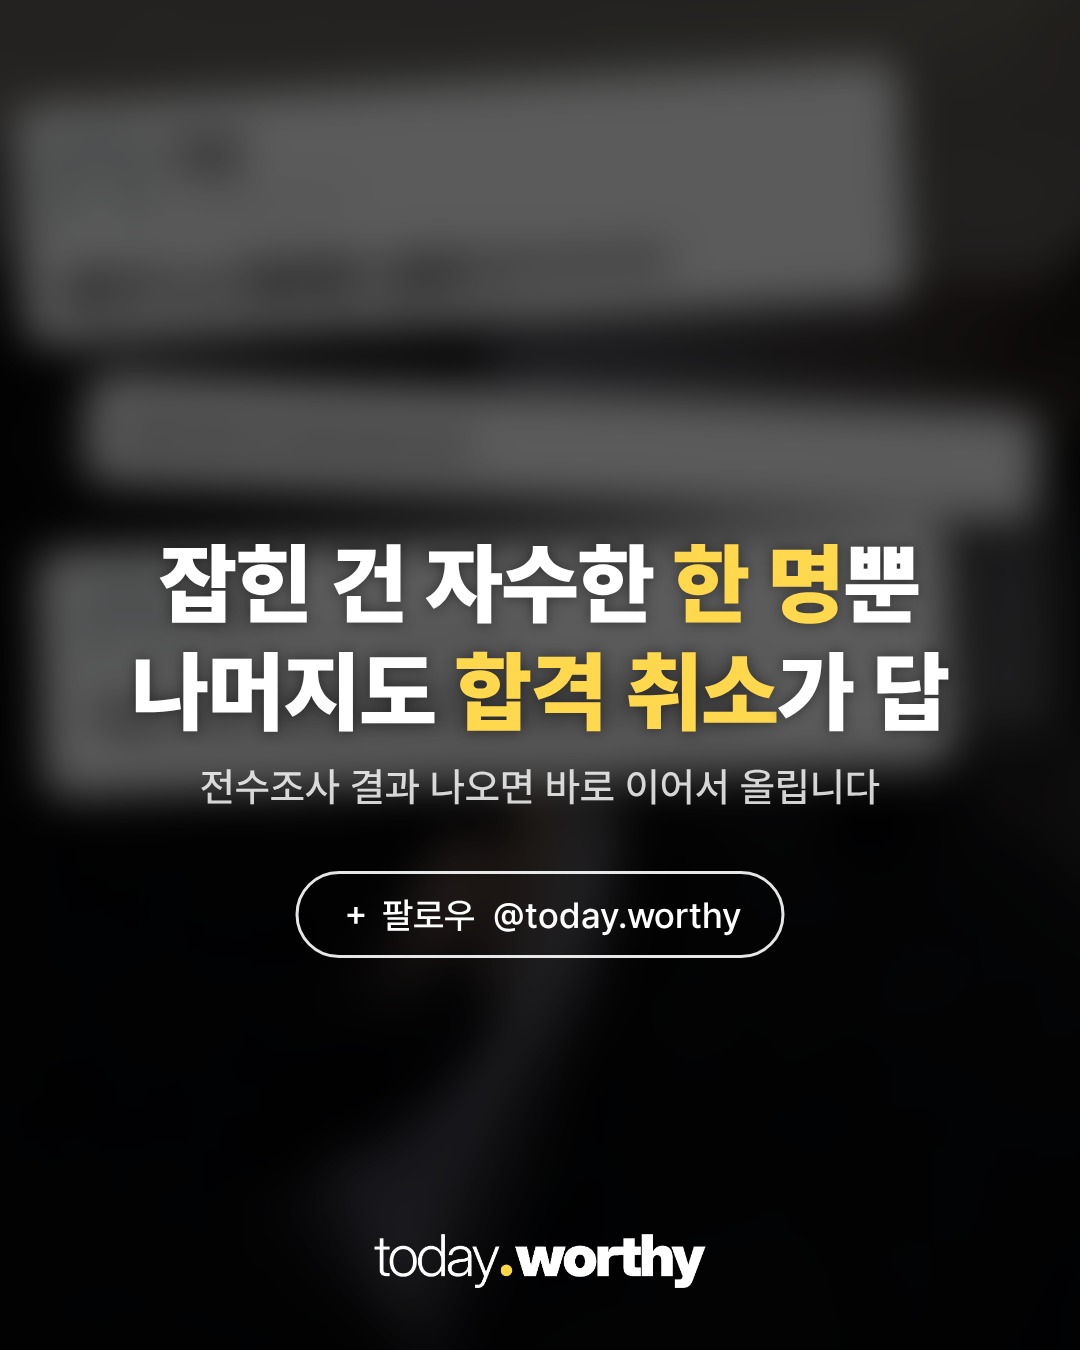 잡힌 건 자수한 한 명뿐
나머지도 합격 취소가 답
전수조사 결과 나오면 바로 이어서 올립니다
+ 팔로우 @today.worthy
today.worthy